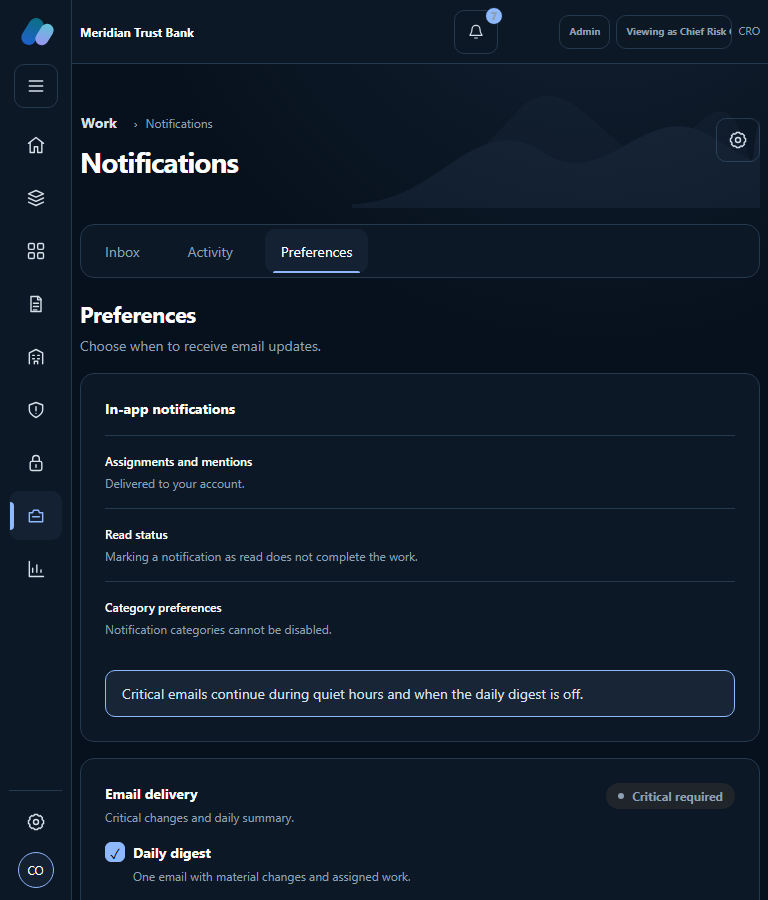 Meridian Trust Bank
7
Admin
Viewing as Chief Risk
CRO
Work › Notifications
Notifications
Inbox
Activity
Preferences
Preferences
Choose when to receive email updates.
In-app notifications
Assignments and mentions
Delivered to your account.
Read status
Marking a notification as read does not complete the work.
Category preferences
Notification categories cannot be disabled.
Critical emails continue during quiet hours and when the daily digest is off.
Email delivery
Critical required
Critical changes and daily summary.
Daily digest
One email with material changes and assigned work.
CO